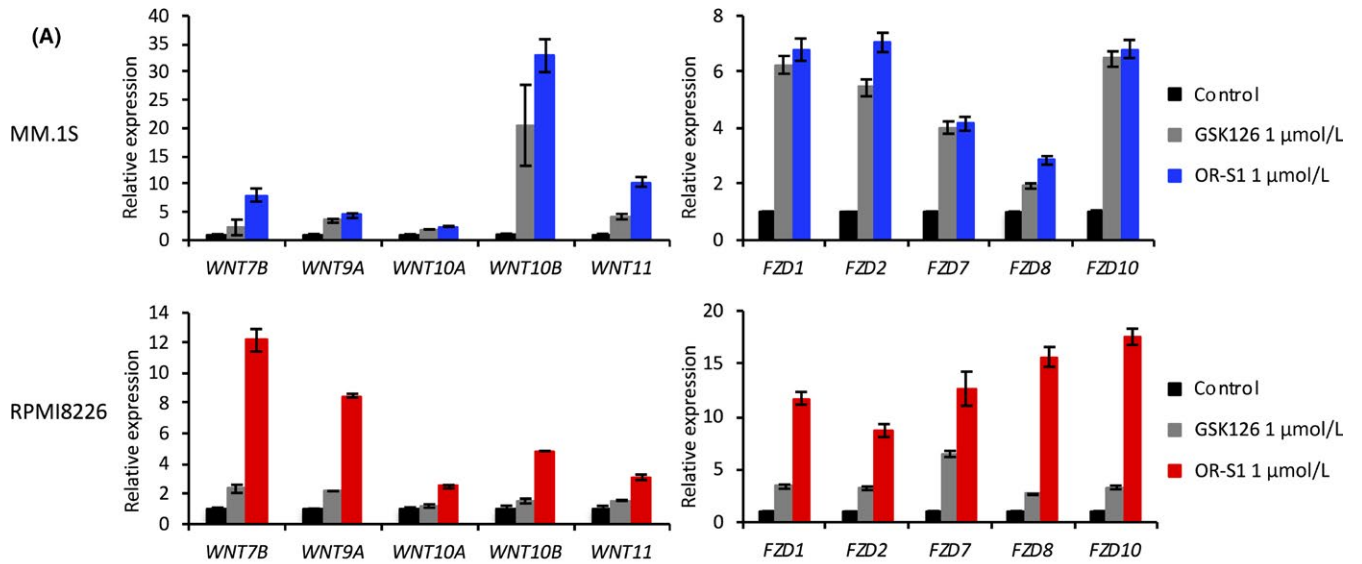 (A)
MM.1S
Relative expression
40
35
30
25
20
15
10
5
0
WNT7B WNT9A WNT10A WNT10B WNT11
Relative expression
8
6
4
2
0
FZD1 FZD2 FZD7 FZD8 FZD10
Control
GSK126 1 μmol/L
OR-S1 1 μmol/L
RPMI8226
Relative expression
14
12
10
8
6
4
2
0
WNT7B WNT9A WNT10A WNT10B WNT11
Relative expression
20
15
10
5
0
FZD1 FZD2 FZD7 FZD8 FZD10
Control
GSK126 1 μmol/L
OR-S1 1 μmol/L